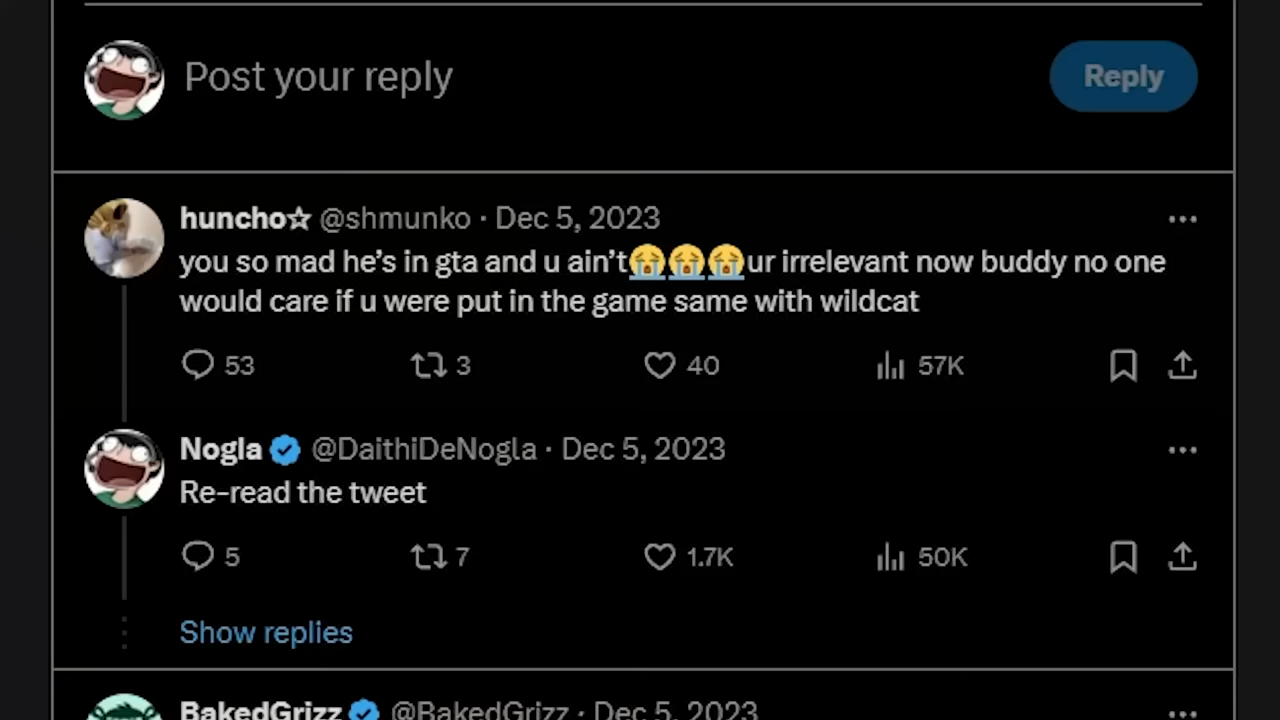 Post your reply
Reply
huncho☆ @shmunko · Dec 5, 2023
you so mad he's in gta and u ain't😭😭😭ur irrelevant now buddy no one
would care if u were put in the game same with wildcat
53 3 40 57K
Nogla @DaithiDeNogla · Dec 5, 2023
Re-read the tweet
5 7 1.7K 50K
Show replies
BakedGrizz @BakedGrizz · Dec 5, 2023